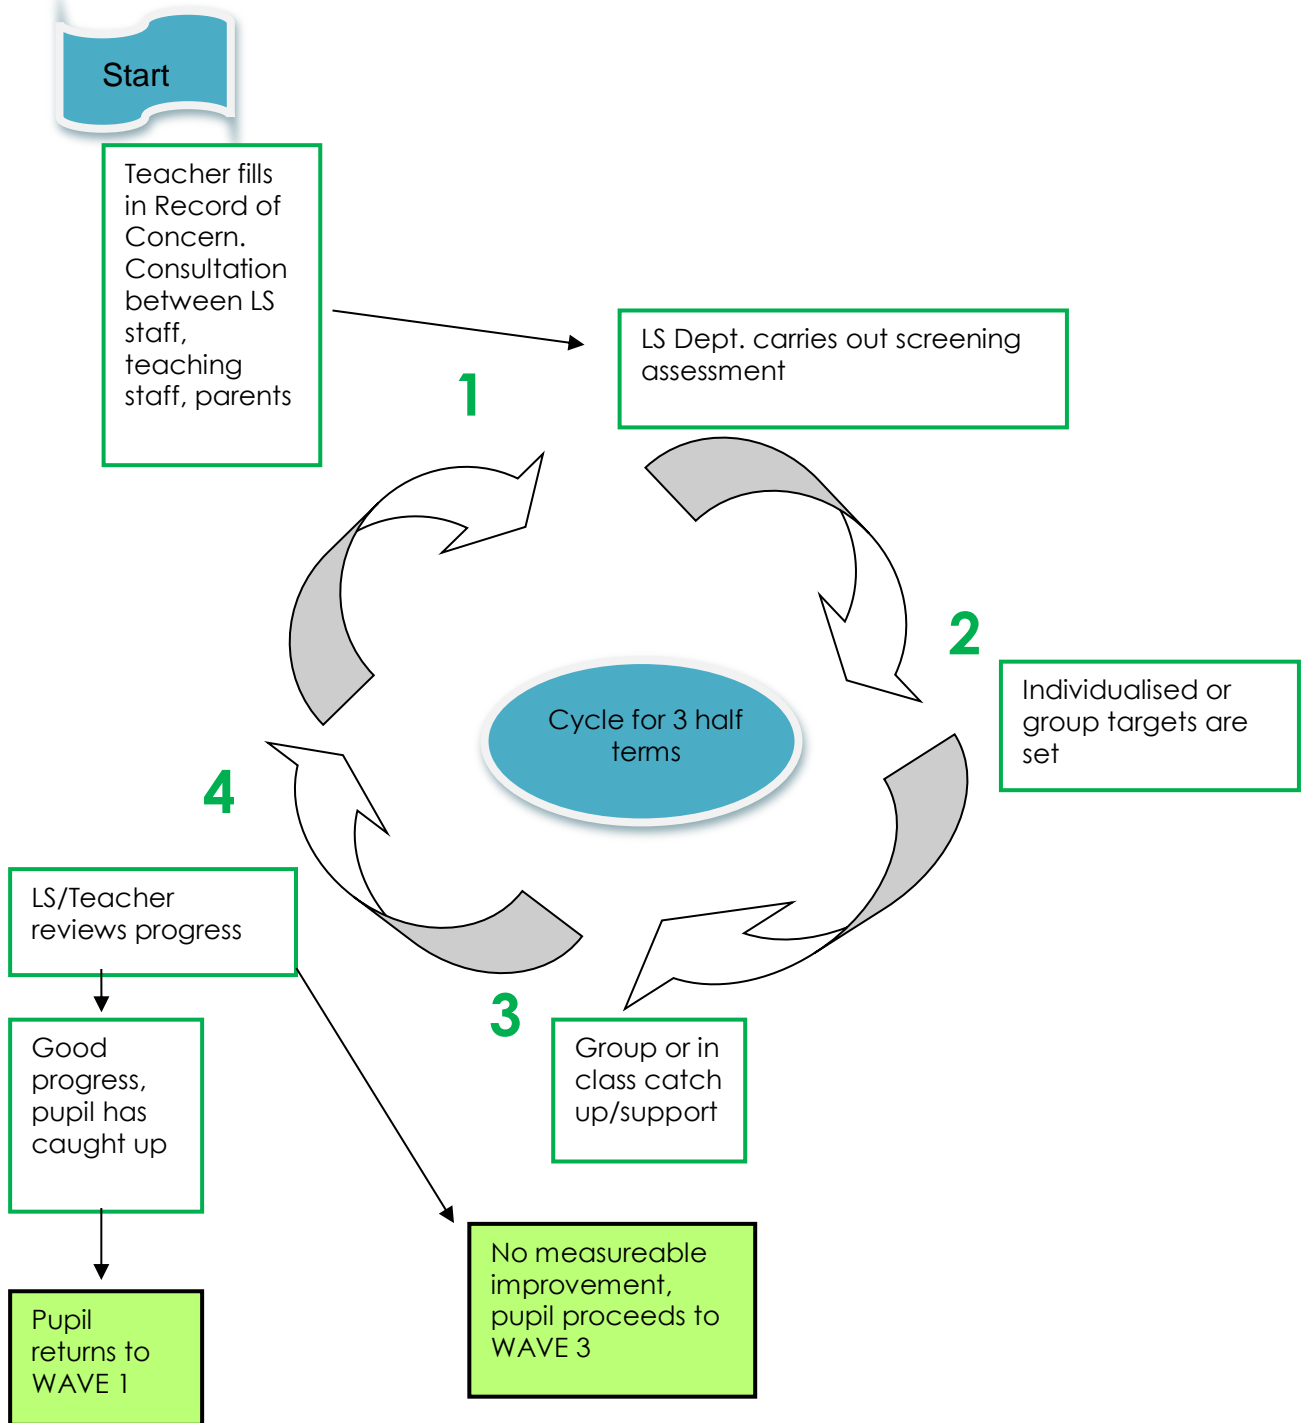 Start
Teacher fills
in Record of
Concern.
Consultation
between LS
staff,
teaching
staff, parents
LS Dept. carries out screening
assessment
1
2
Individualised or
group targets are
set
Cycle for 3 half
terms
4
LS/Teacher
reviews progress
3
Group or in
class catch
up/support
Good
progress,
pupil has
caught up
No measureable
improvement,
pupil proceeds to
WAVE 3
Pupil
returns to
WAVE 1